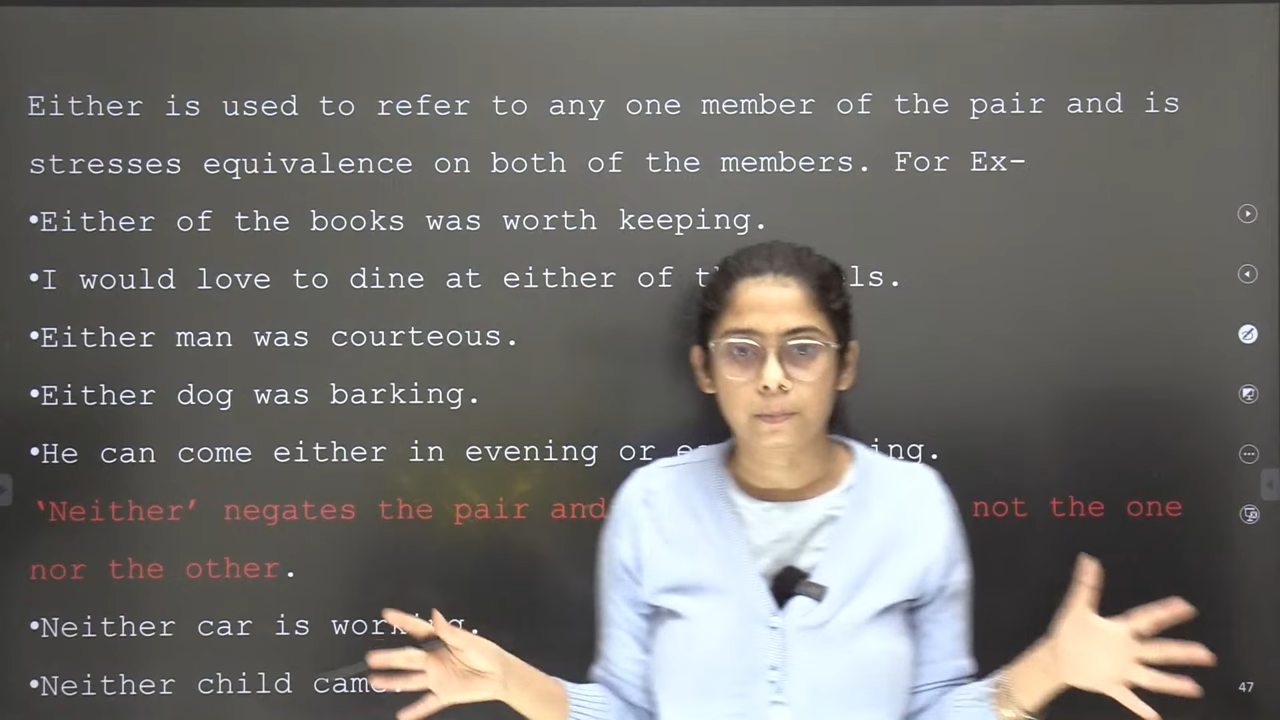 Either is used to refer to any one member of the pair and is
stresses equivalence on both of the members. For Ex-
•Either of the books was worth keeping.
•I would love to dine at either of
•Either man was courteous.
•Either dog was barking.
•He can come either in evening or
‘Neither’ negates the pair and not the one
nor the other.
•Neither car is working.
•Neither child came.
47